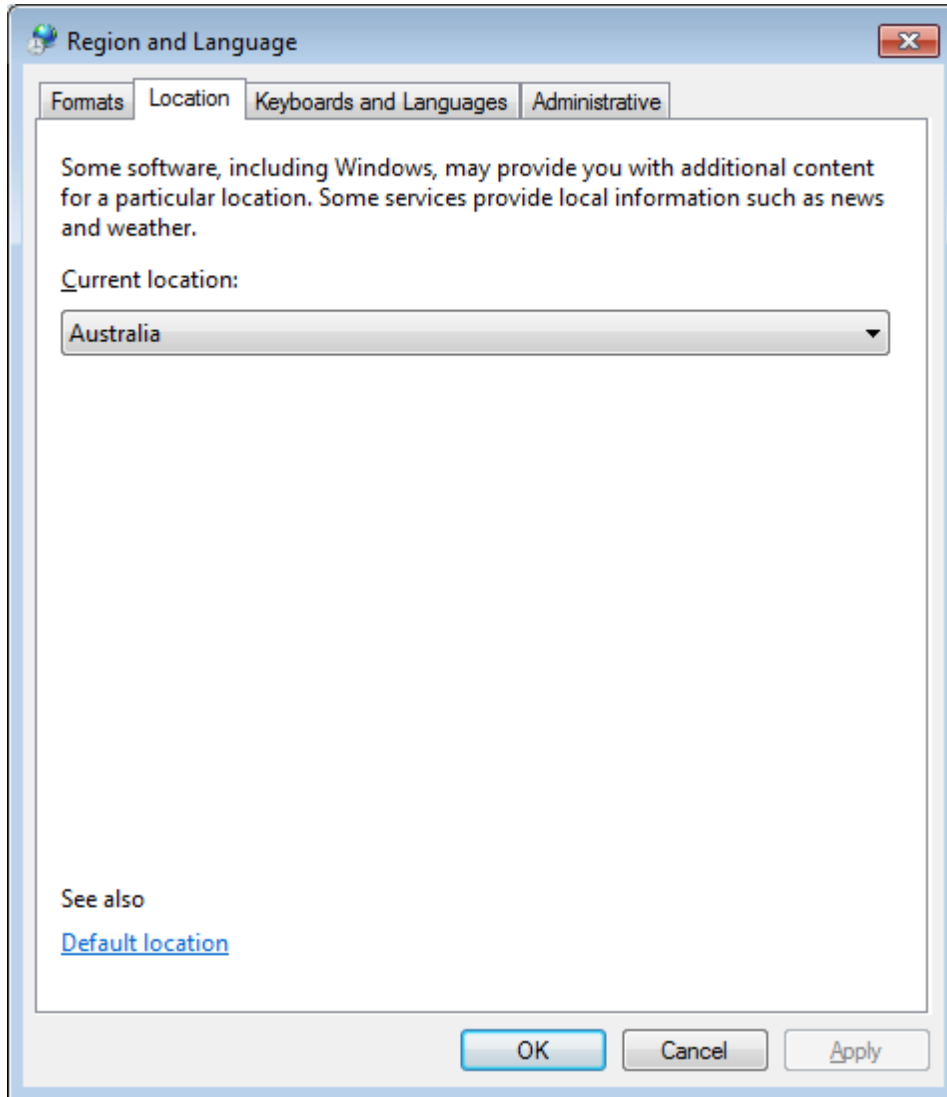 Region and Language
Formats Location Keyboards and Languages Administrative
Some software, including Windows, may provide you with additional content
for a particular location. Some services provide local information such as news
and weather.
Current location:
Australia
See also
Default location
OK Cancel Apply